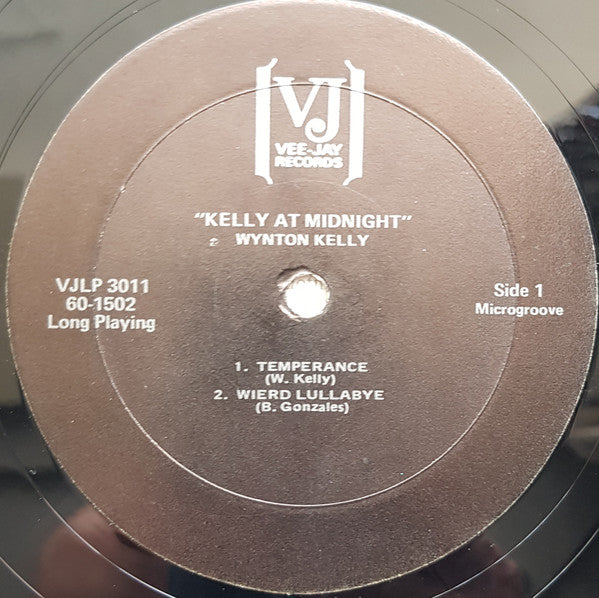 VJ
VEE-JAY
RECORDS
"KELLY AT MIDNIGHT"
WYNTON KELLY
VJLP 3011
60-1502
Long Playing
Side 1
Microgroove
1. TEMPERANCE
(W. Kelly)
2. WIERD LULLABYE
(B. Gonzales)